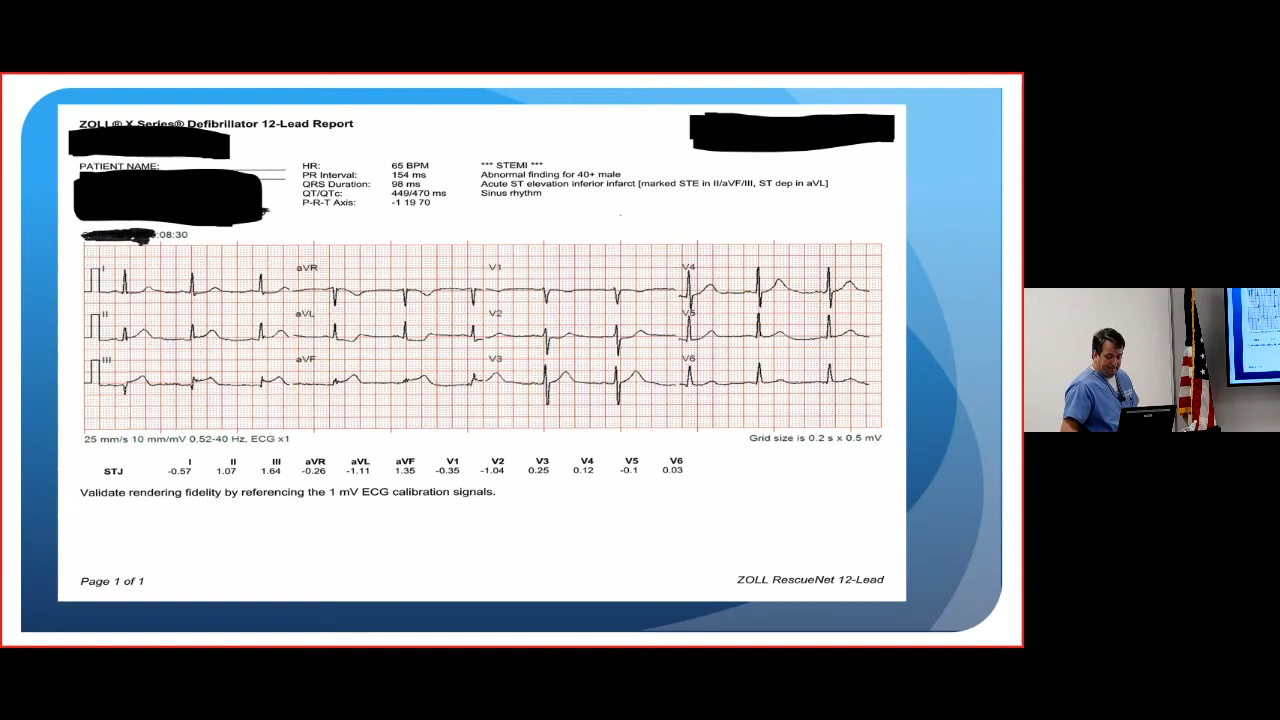 ZOLL® X Series® Defibrillator 12-Lead Report
PATIENT NAME:
HR: 65 BPM
PR Interval: 154 ms
QRS Duration: 98 ms
QT/QTc: 449/470 ms
P-R-T Axis: -1 19 70
*** STEMI ***
Abnormal finding for 40+ male
Acute ST elevation inferior infarct [marked STE in II/aVF/III, ST dep in aVL]
Sinus rhythm
:08:30
I aVR V1 V4
II aVL V2 V5
III aVF V3 V6
25 mm/s 10 mm/mV 0.52-40 Hz, ECG x1
Grid size is 0.2 s x 0.5 mV
I II III aVR aVL aVF V1 V2 V3 V4 V5 V6
STJ -0.57 1.07 1.64 -0.26 -1.11 1.35 -0.35 -1.04 0.25 0.12 -0.1 0.03
Validate rendering fidelity by referencing the 1 mV ECG calibration signals.
Page 1 of 1
ZOLL RescueNet 12-Lead